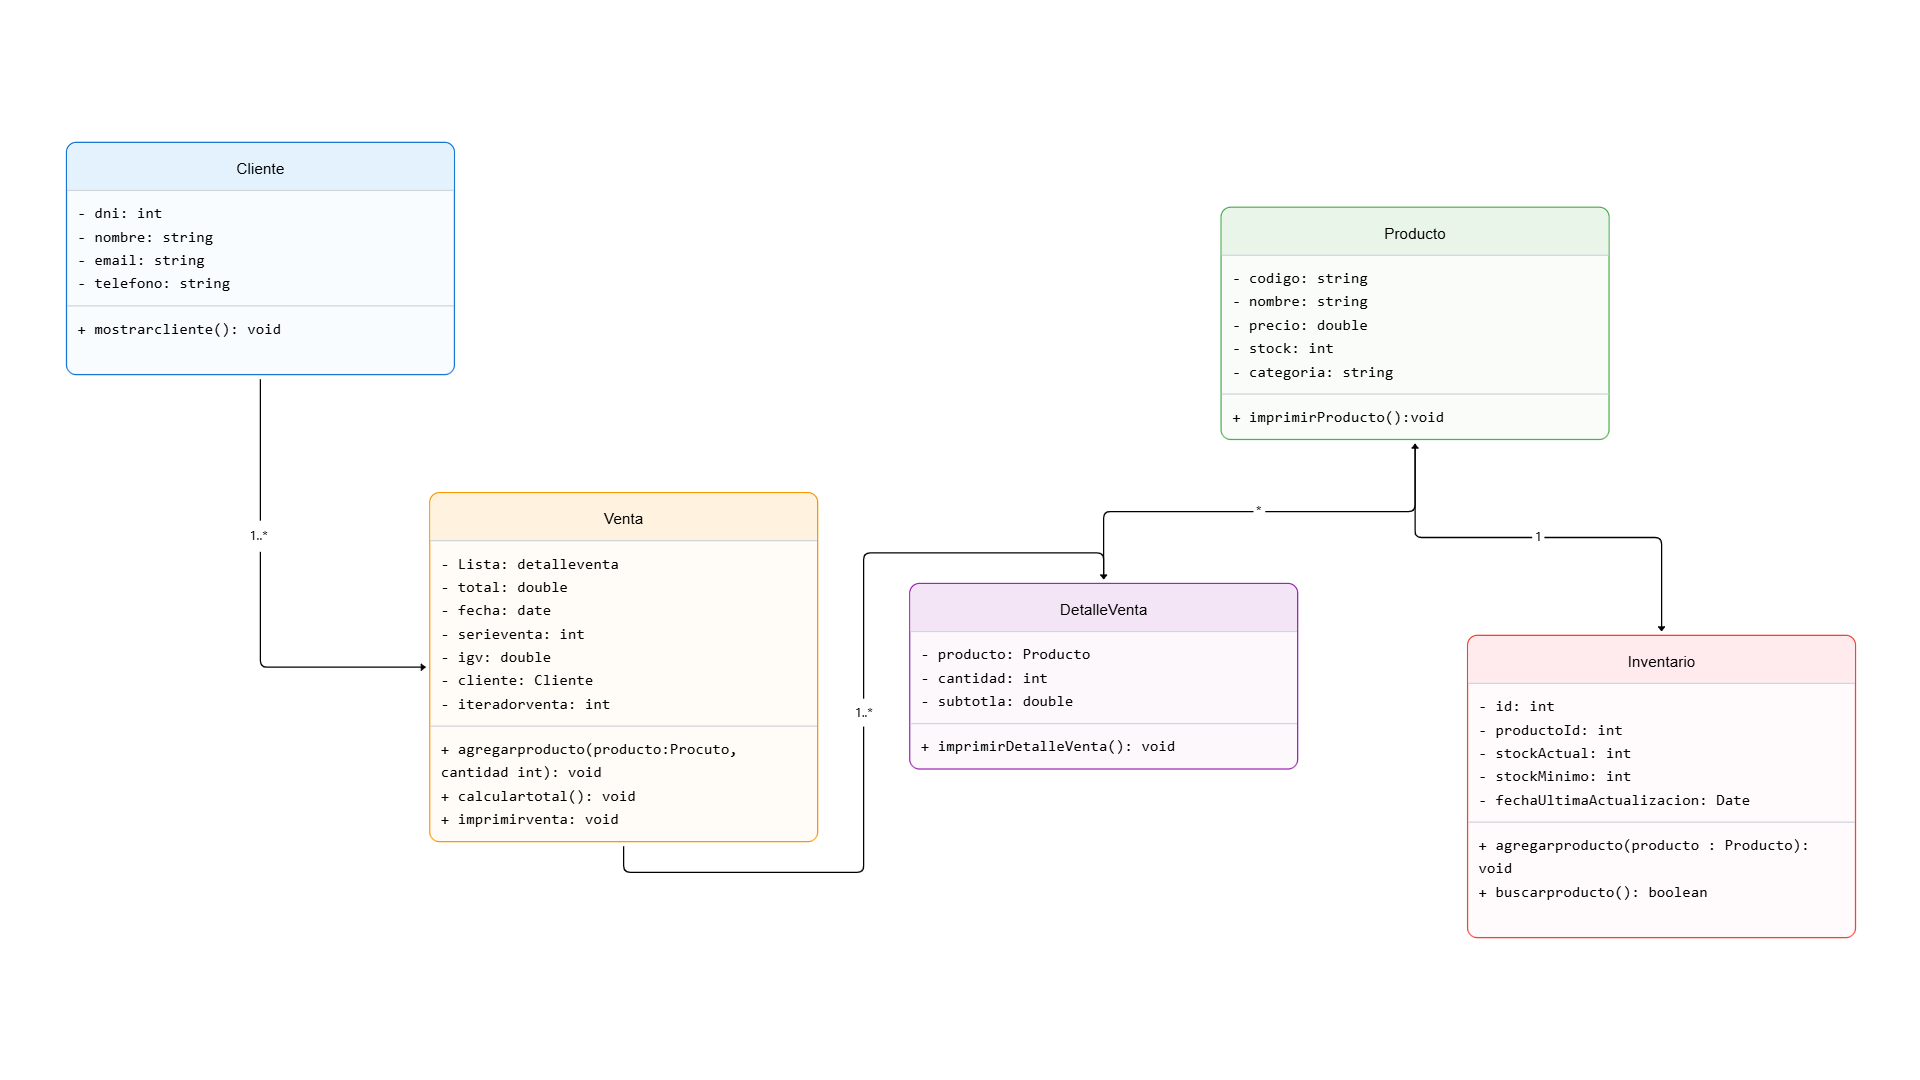 Cliente
- dni: int
- nombre: string
- email: string
- telefono: string
+ mostrarcliente(): void
1..*
Venta
- Lista: detalleventa
- total: double
- fecha: date
- serieventa: int
- igv: double
- cliente: Cliente
- iteradorventa: int
+ agregarproducto(producto:Procuto,
cantidad int): void
+ calculartotal(): void
+ imprimirventa: void
1..*
DetalleVenta
- producto: Producto
- cantidad: int
- subtotla: double
+ imprimirDetalleVenta(): void
*
Producto
- codigo: string
- nombre: string
- precio: double
- stock: int
- categoria: string
+ imprimirProducto():void
1
Inventario
- id: int
- productoId: int
- stockActual: int
- stockMinimo: int
- fechaUltimaActualizacion: Date
+ agregarproducto(producto : Producto):
void
+ buscarproducto(): boolean